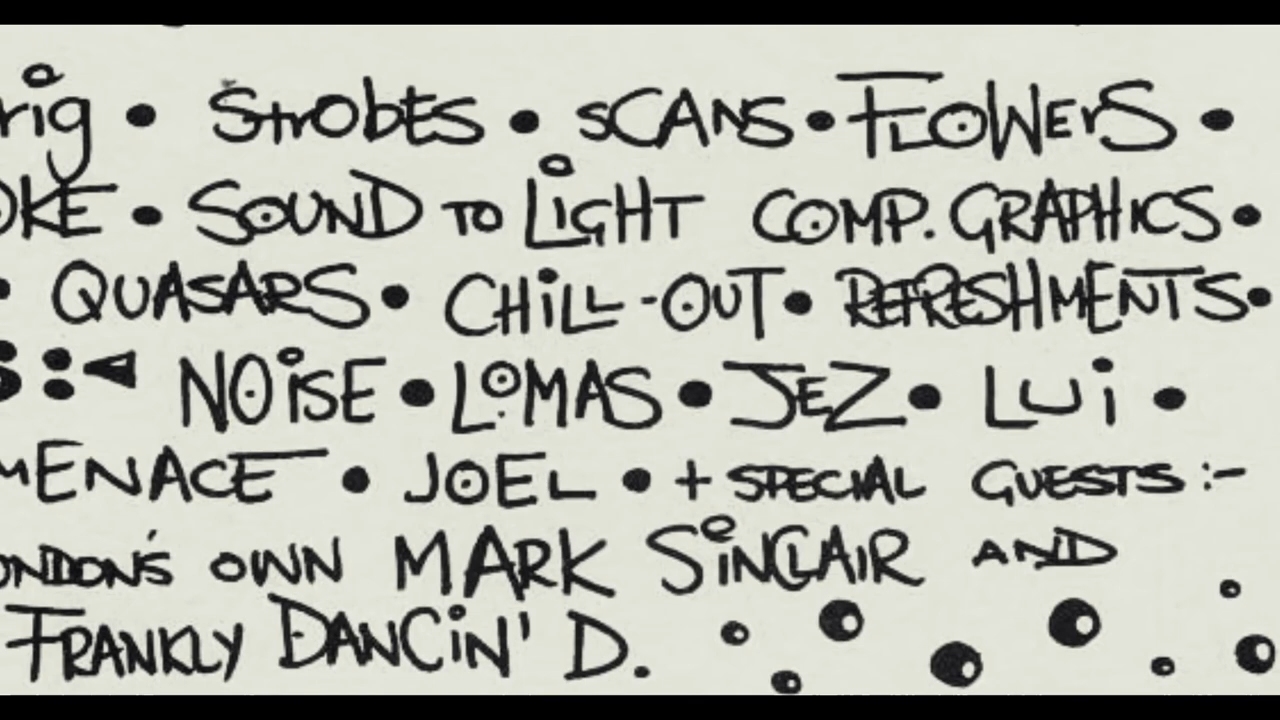 rig • StrobES • sCANS • FLOWErS •
OKE • SOUND TO LiGHT COMP. GRAPHICS •
• QUASARS • CHiLL-OUT • REFRESHMENTS •
S :◄ NOiSE • LOMAS • JEZ • LUi •
MENACE • JOEL • + SPECIAL GUESTS :-
ONDON'S OWN MARK SiNCLAIR AND
FRANKLY DANCiN' D.